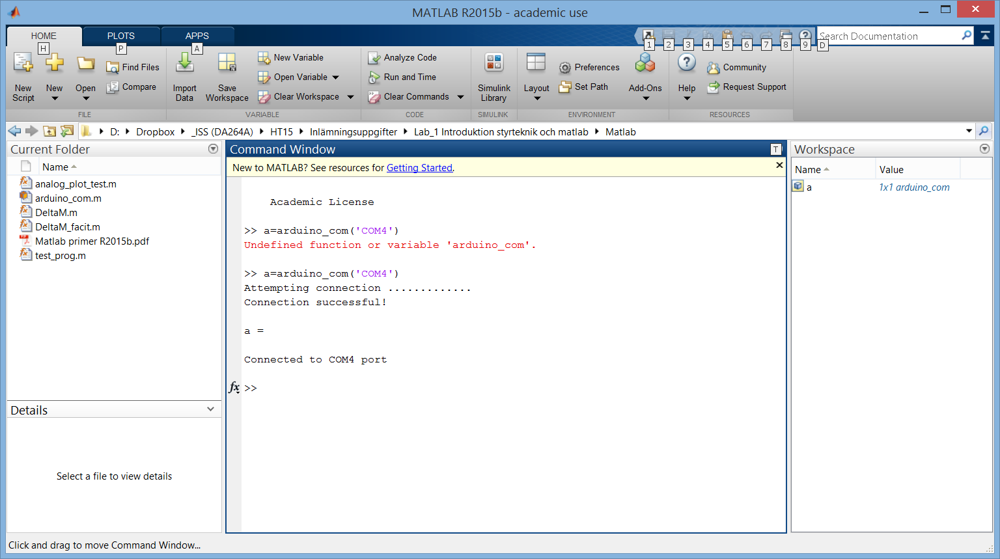 MATLAB R2015b - academic use
HOME
PLOTS
APPS
Search Documentation
H
P
A
1
2
3
4
5
6
7
8
9
D
New Script
New
Open
Find Files
Compare
Import Data
Save Workspace
New Variable
Open Variable
Clear Workspace
Analyze Code
Run and Time
Clear Commands
Simulink Library
Layout
Preferences
Set Path
Add-Ons
Help
Community
Request Support
FILE
VARIABLE
CODE
SIMULINK
ENVIRONMENT
RESOURCES
D: Dropbox _ISS (DA264A) HT15 Inlämningsuppgifter Lab_1 Introduktion styrteknik och matlab Matlab
Current Folder
Name
analog_plot_test.m
arduino_com.m
DeltaM.m
DeltaM_facit.m
Matlab primer R2015b.pdf
test_prog.m
Details
Select a file to view details
Command Window
T
New to MATLAB? See resources for Getting Started.
Academic License
>> a=arduino_com('COM4')
Undefined function or variable 'arduino_com'.
>> a=arduino_com('COM4')
Attempting connection .............
Connection successful!
a =
Connected to COM4 port
fx >>
Workspace
Name Value
a 1x1 arduino_com
Click and drag to move Command Window...